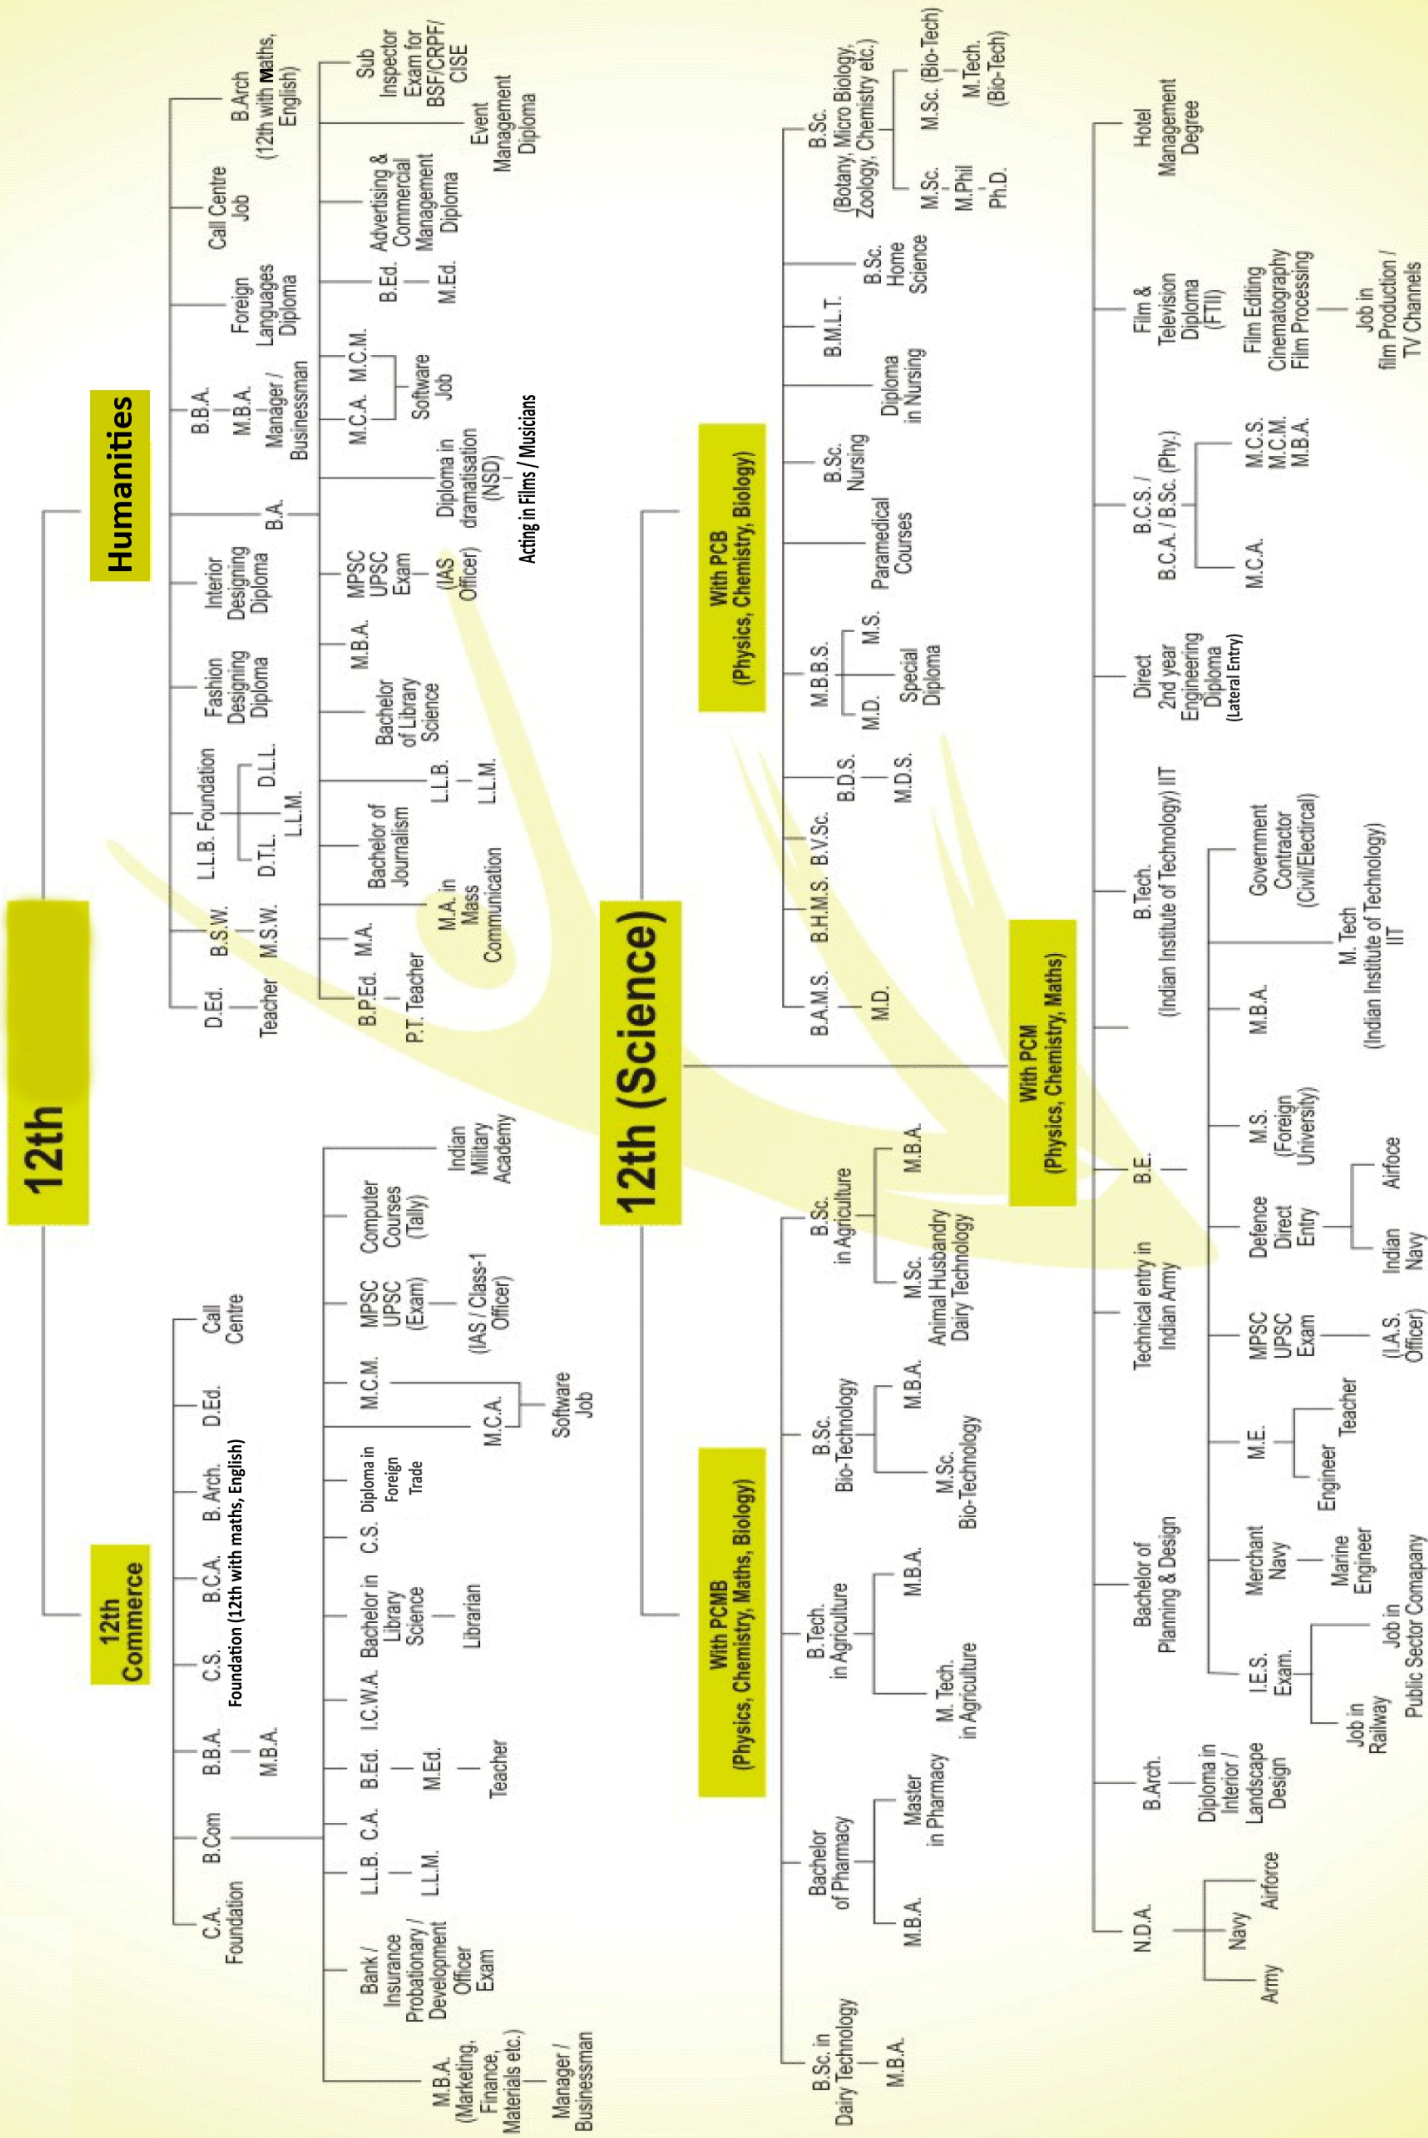 12th
12th
Commerce
C.A.
Foundation
B.Com
B.B.A.
M.B.A.
C.S.
B.C.A.
B. Arch.
Foundation (12th with maths, English)
D.Ed.
Call
Centre
M.B.A.
(Marketing,
Finance,
Materials etc.)
Manager /
Businessman
Bank /
Insurance
Probationary /
Development
Officer
Exam
L.L.B.
L.L.M.
C.A.
B.Ed.
M.Ed.
Teacher
I.C.W.A.
Bachelor in
Library
Science
Librarian
C.S.
Diploma in
Foreign
Trade
M.C.A.
M.C.M.
Software
Job
MPSC
UPSC
(Exam)
(IAS / Class-1
Officer)
Computer
Courses
(Tally)
Indian
Military
Academy
Humanities
D.Ed.
Teacher
B.S.W.
M.S.W.
L.L.B. Foundation
D.T.L.
D.L.L.
L.L.M.
Fashion
Designing
Diploma
Interior
Designing
Diploma
B.A.
B.B.A.
M.B.A.
Manager /
Businessman
Foreign
Languages
Diploma
Call Centre
Job
B.Arch
(12th with Maths,
English)
B.P.Ed.
P.T. Teacher
M.A.
M.A. in
Mass
Communication
Bachelor of
Journalism
L.L.B.
L.L.M.
Bachelor
of Library
Science
M.B.A.
MPSC
UPSC
Exam
(IAS
Officer)
Diploma in
dramatisation
(NSD)
Acting in Films / Musicians
M.C.A.
M.C.M.
Software
Job
B.Ed.
M.Ed.
Advertising &
Commercial
Management
Diploma
Event
Management
Diploma
Sub
Inspector
Exam for
BSF/CRPF/
CISE
12th (Science)
With PCMB
(Physics, Chemistry, Maths, Biology)
B.Sc. in
Dairy Technology
M.B.A.
Bachelor
of Pharmacy
M.B.A.
Master
in Pharmacy
B.Tech.
in Agriculture
M. Tech.
in Agriculture
M.B.A.
B.Sc.
Bio-Technology
M.Sc.
Bio-Technology
M.B.A.
B.Sc.
in Agriculture
M.Sc.
Animal Husbandry
Dairy Technology
M.B.A.
With PCB
(Physics, Chemistry, Biology)
B.A.M.S.
M.D.
B.H.M.S.
B.V.Sc.
B.D.S.
M.D.S.
M.B.B.S.
M.D.
M.S.
Special
Diploma
Paramedical
Courses
B.Sc.
Nursing
Diploma
in Nursing
B.M.L.T.
B.Sc.
Home
Science
B.Sc.
(Botany, Micro Biology,
Zoology, Chemistry etc.)
M.Sc.
M.Phil
Ph.D.
M.Sc. (Bio-Tech)
M.Tech.
(Bio-Tech)
With PCM
(Physics, Chemistry, Maths)
N.D.A.
Army
Navy
Airforce
B.Arch.
Diploma in
Interior /
Landscape
Design
Bachelor of
Planning & Design
Technical entry in
Indian Army
B.E.
B.Tech.
(Indian Institute of Technology) IIT
Direct
2nd year
Engineering
Diploma
(Lateral Entry)
B.C.S. /
B.C.A. / B.Sc. (Phy.)
M.C.A.
M.C.S.
M.C.M.
M.B.A.
Film &
Television
Diploma
(FTII)
Film Editing
Cinematography
Film Processing
Job in
film Production /
TV Channels
Hotel
Management
Degree
I.E.S.
Exam.
Job in
Railway
Job in
Public Sector Comapany
Merchant
Navy
Marine
Engineer
M.E.
Engineer
Teacher
MPSC
UPSC
Exam
(I.A.S.
Officer)
Defence
Direct
Entry
Indian
Navy
Airfoce
M.S.
(Foreign
University)
M.B.A.
M. Tech
(Indian Institute of Technology)
IIT
Government
Contractor
(Civil/Electircal)